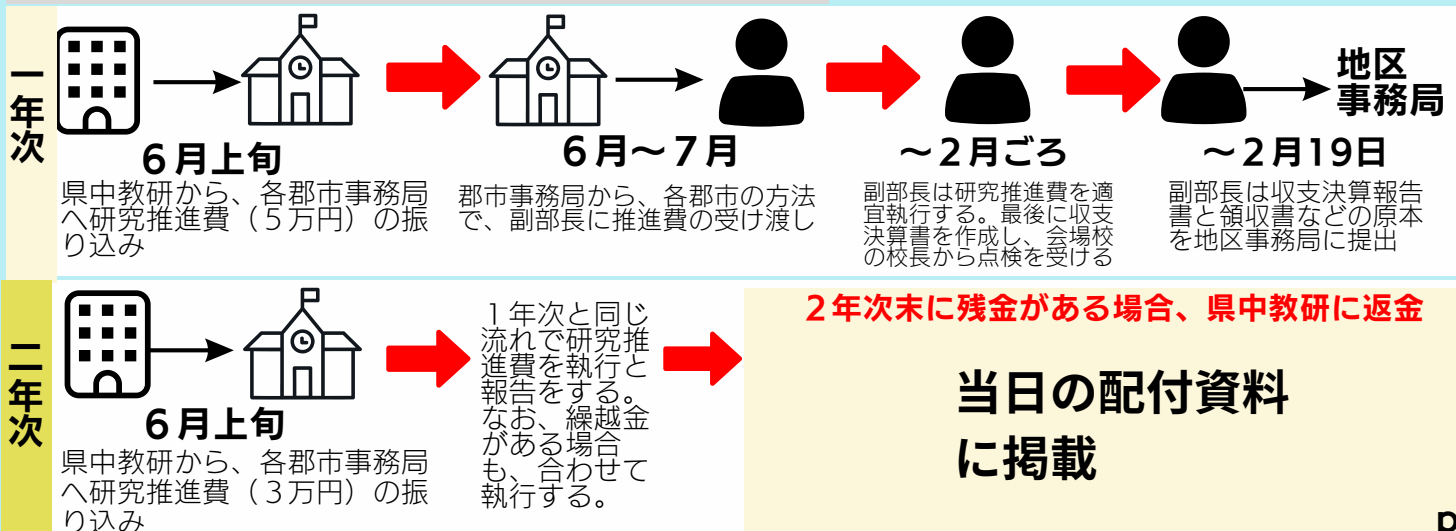 一年次
６月上旬
県中教研から、各郡市事務局
へ研究推進費（５万円）の振
り込み
６月～７月
郡市事務局から、各郡市の方法
で、副部長に推進費の受け渡し
～２月ごろ
副部長は研究推進費を適
宜執行する。最後に収支
決算書を作成し、会場校
の校長から点検を受ける
地区
事務局
～２月19日
副部長は収支決算報告
書と領収書などの原本
を地区事務局に提出
二年次
６月上旬
県中教研から、各郡市事務局
へ研究推進費（３万円）の振
り込み
１年次と同じ
流れで研究推
進費を執行と
報告をする。
なお、繰越金
がある場合
も、合わせて
執行する。
２年次末に残金がある場合、県中教研に返金
当日の配付資料
に掲載